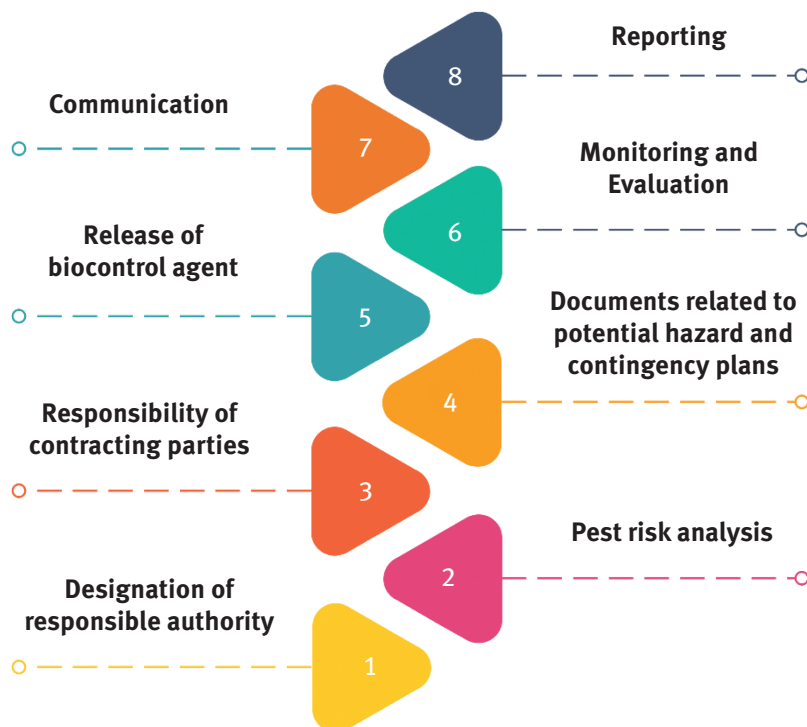 Reporting
8
Communication
7
Monitoring and
Evaluation
6
Release of
biocontrol agent
5
Documents related to
potential hazard and
contingency plans
4
Responsibility of
contracting parties
3
Pest risk analysis
2
Designation of
responsible authority
1